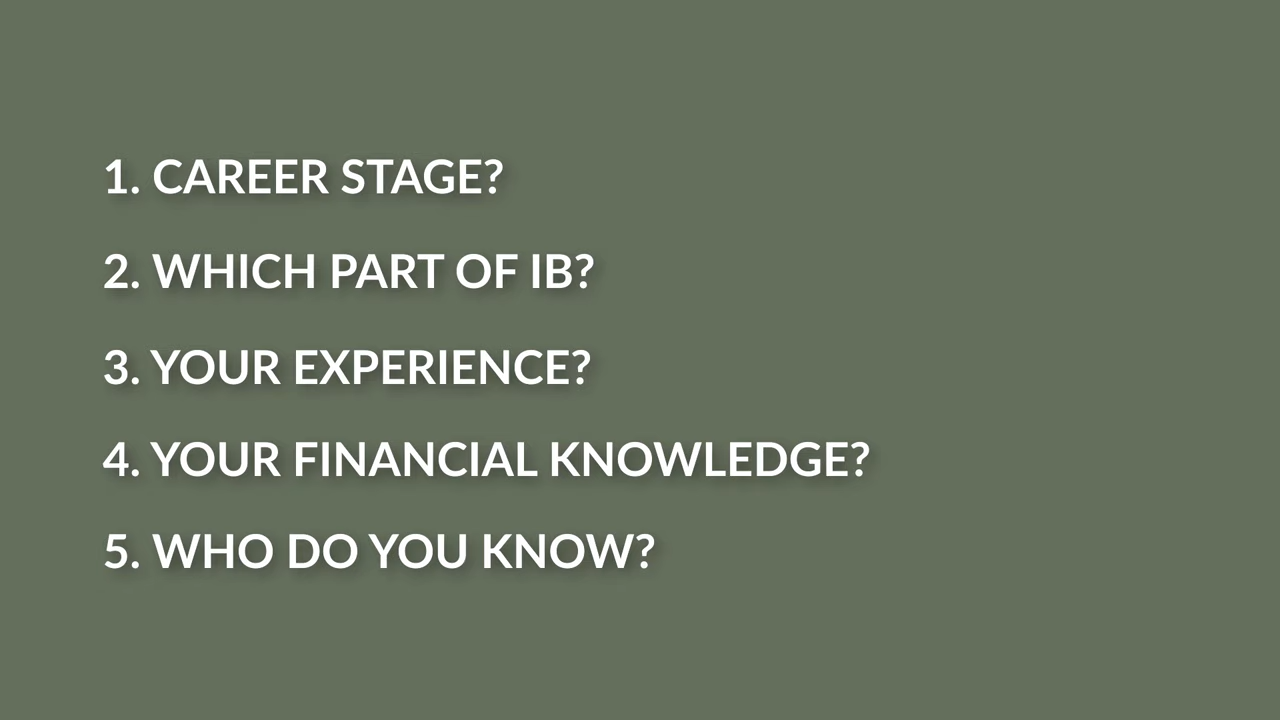 1. CAREER STAGE?
2. WHICH PART OF IB?
3. YOUR EXPERIENCE?
4. YOUR FINANCIAL KNOWLEDGE?
5. WHO DO YOU KNOW?